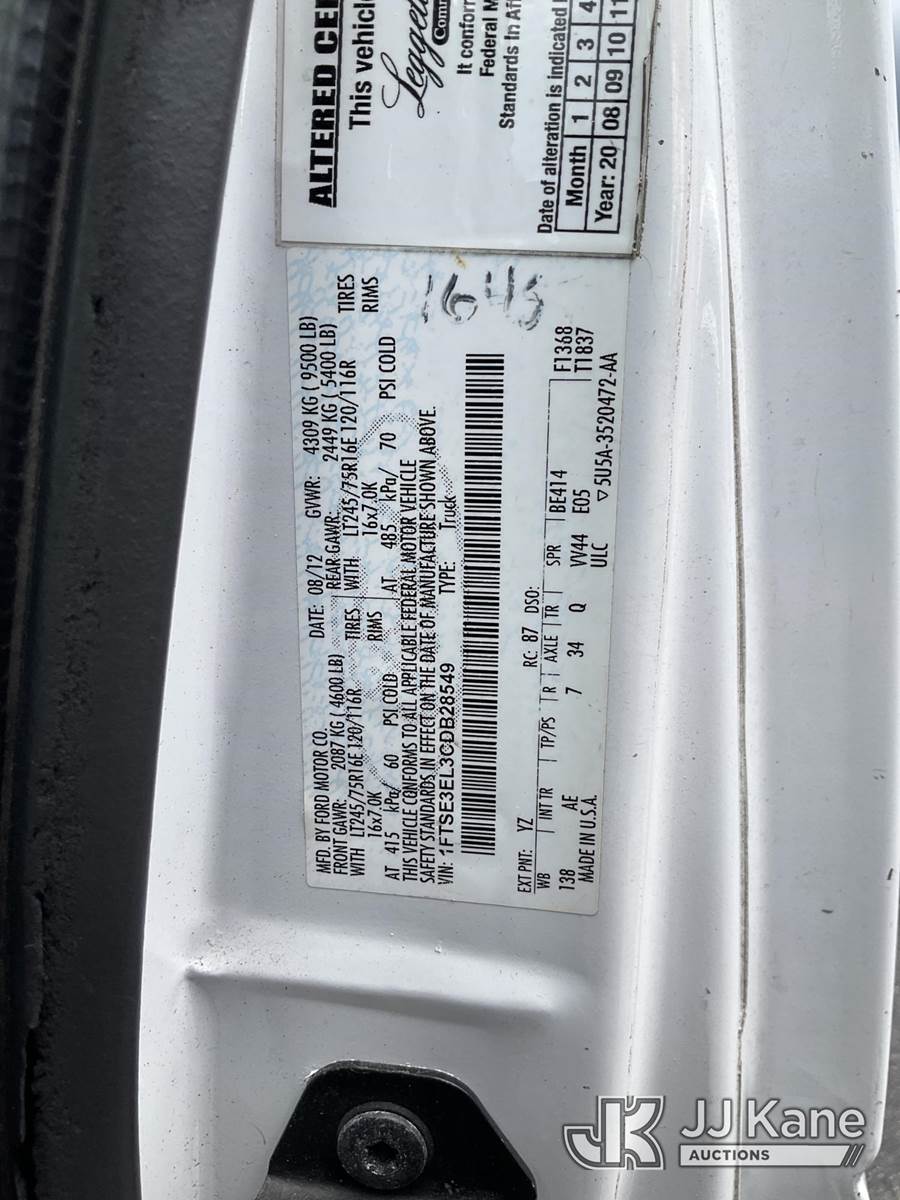 ALTERED CE
This vehicle
Leggett
Com
It conform
Federal M
Standards In Aff
Date of alteration is indicated
Month 1 2 3 4
Year: 20 08 09 10 11
MFD. BY FORD MOTOR CO. DATE: 08/12 GVWR: 4309 KG ( 9500 LB)
FRONT GAWR: 2087 KG ( 4600 LB) REAR GAWR: 2449 KG ( 5400 LB)
WITH LT245/75R16E 120/116R TIRES WITH LT245/75R16E 120/116R TIRES
16x7.0K RIMS 16x7.0K RIMS
AT 415 kPa/ 60 PSI COLD AT 485 kPa/ 70 PSI COLD
THIS VEHICLE CONFORMS TO ALL APPLICABLE FEDERAL MOTOR VEHICLE
SAFETY STANDARDS IN EFFECT ON THE DATE OF MANUFACTURE SHOWN ABOVE.
VIN: 1FTSE3EL3CDB28549 TYPE: Truck
1645
EXT PNT: YZ RC: 87 DSO:
WB INT TR TP/PS R AXLE TR SPR BE414 F1368
138 AE 7 34 Q VV44 E05 T1837
MADE IN U.S.A. ULC ▽5U5A-3520472-AA
JK JJ Kane
AUCTIONS